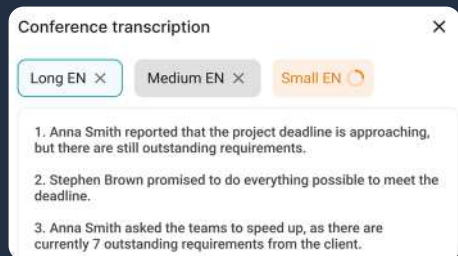 Conference transcription
Long EN
Medium EN
Small EN
1. Anna Smith reported that the project deadline is approaching,
but there are still outstanding requirements.
2. Stephen Brown promised to do everything possible to meet the
deadline.
3. Anna Smith asked the teams to speed up, as there are
currently 7 outstanding requirements from the client.